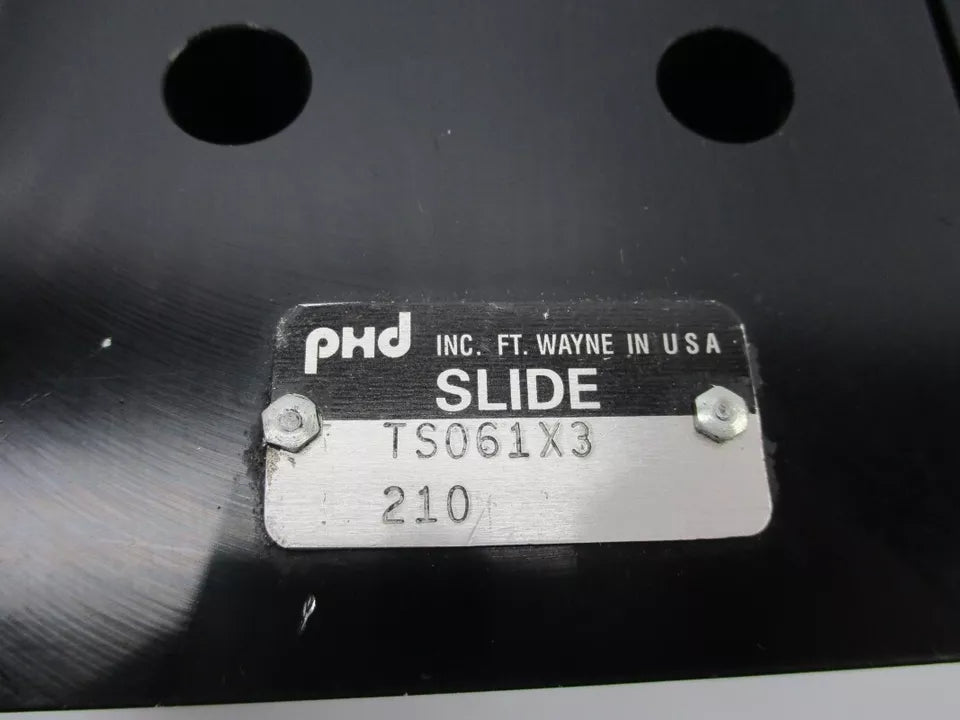 PHD INC. FT. WAYNE IN USA
SLIDE
TS061X3
210